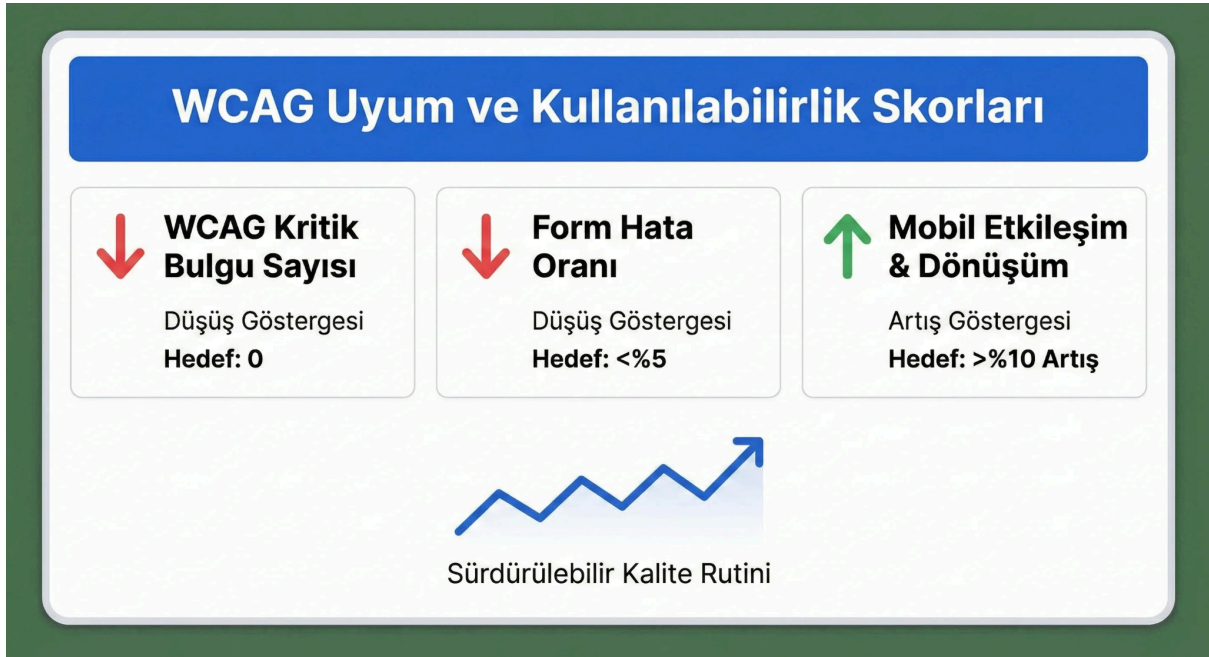 WCAG Uyum ve Kullanılabilirlik Skorları
WCAG Kritik
Bulgu Sayısı
Düşüş Göstergesi
Hedef: 0
Form Hata
Oranı
Düşüş Göstergesi
Hedef: <%5
Mobil Etkileşim
& Dönüşüm
Artış Göstergesi
Hedef: >%10 Artış
Sürdürülebilir Kalite Rutini